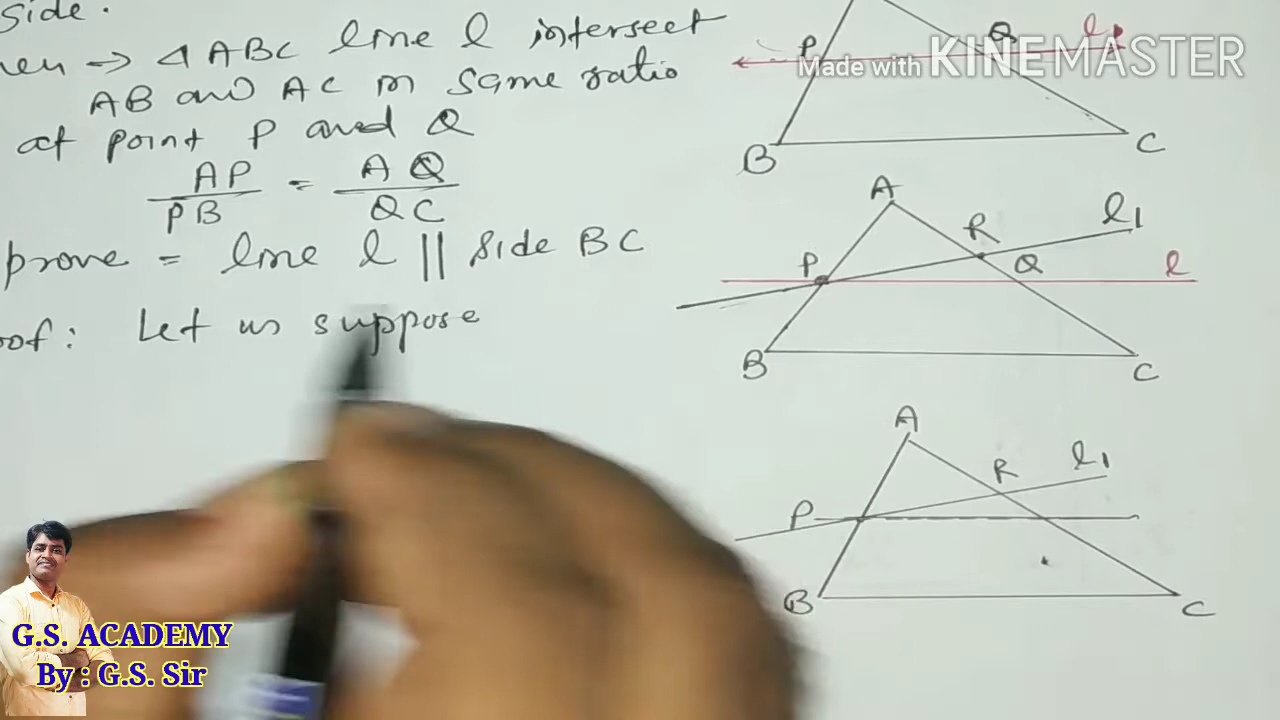 side.
△ ABC line l intersect
AB and AC in same ratio
at point P and Q
AP/PB = AQ/QC
prove = line l || side BC
Let us suppose
P Q l
B C
Made with KINEMASTER
A R l1
P Q l
B C
A R l1
P
B C
G.S. ACADEMY
By : G.S. Sir